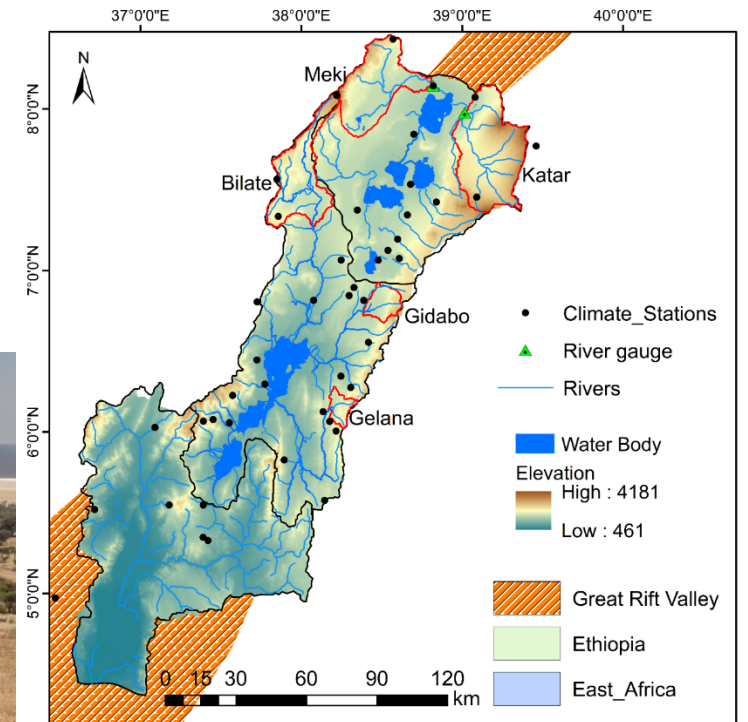 37°0'0"E 38°0'0"E 39°0'0"E 40°0'0"E
N
8°0'0"N
7°0'0"N
6°0'0"N
5°0'0"N
Meki
Katar
Bilate
Gidabo
Gelana
Climate_Stations
River gauge
Rivers
Water Body
Elevation
High : 4181
Low : 461
Great Rift Valley
Ethiopia
East_Africa
0 15 30 60 90 120
km